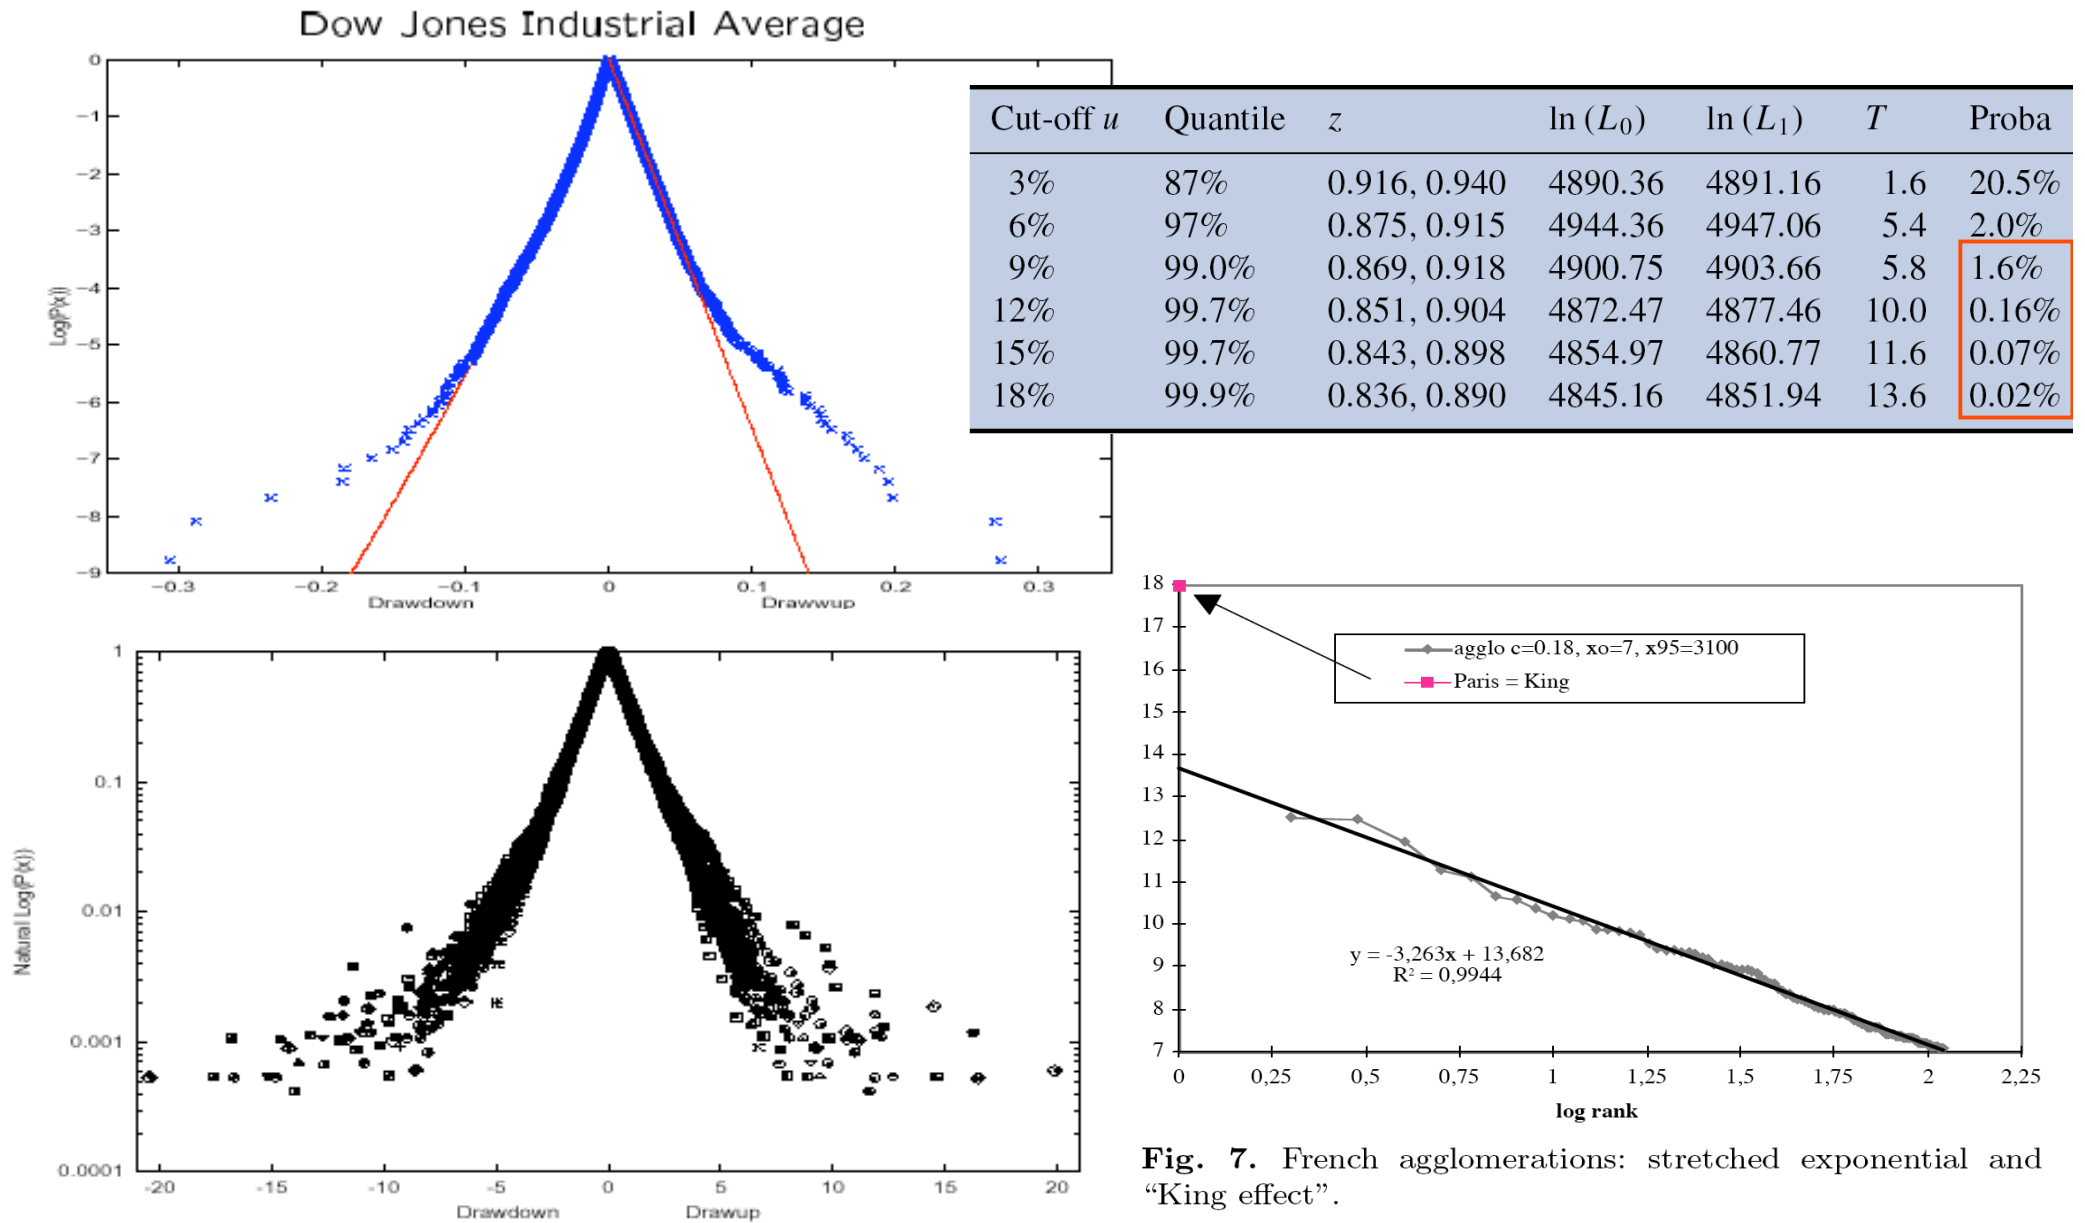 Dow Jones Industrial Average
0
−1
−2
−3
−4
−5
−6
−7
−8
−9
Log(P(x))
−0.3 −0.2 −0.1 0 0.1 0.2 0.3
Drawdown Drawwup
Cut-off u Quantile z ln (L0) ln (L1) T Proba
3% 87% 0.916, 0.940 4890.36 4891.16 1.6 20.5%
6% 97% 0.875, 0.915 4944.36 4947.06 5.4 2.0%
9% 99.0% 0.869, 0.918 4900.75 4903.66 5.8 1.6%
12% 99.7% 0.851, 0.904 4872.47 4877.46 10.0 0.16%
15% 99.7% 0.843, 0.898 4854.97 4860.77 11.6 0.07%
18% 99.9% 0.836, 0.890 4845.16 4851.94 13.6 0.02%
1
0.1
0.01
0.001
0.0001
Natural Log(P(x))
-20 -15 -10 -5 0 5 10 15 20
Drawdown Drawup
18
17
16
15
14
13
12
11
10
9
8
7
agglo c=0.18, xo=7, x95=3100
Paris = King
y = -3,263x + 13,682
R² = 0,9944
0 0,25 0,5 0,75 1 1,25 1,5 1,75 2 2,25
log rank
Fig. 7. French agglomerations: stretched exponential and
“King effect”.